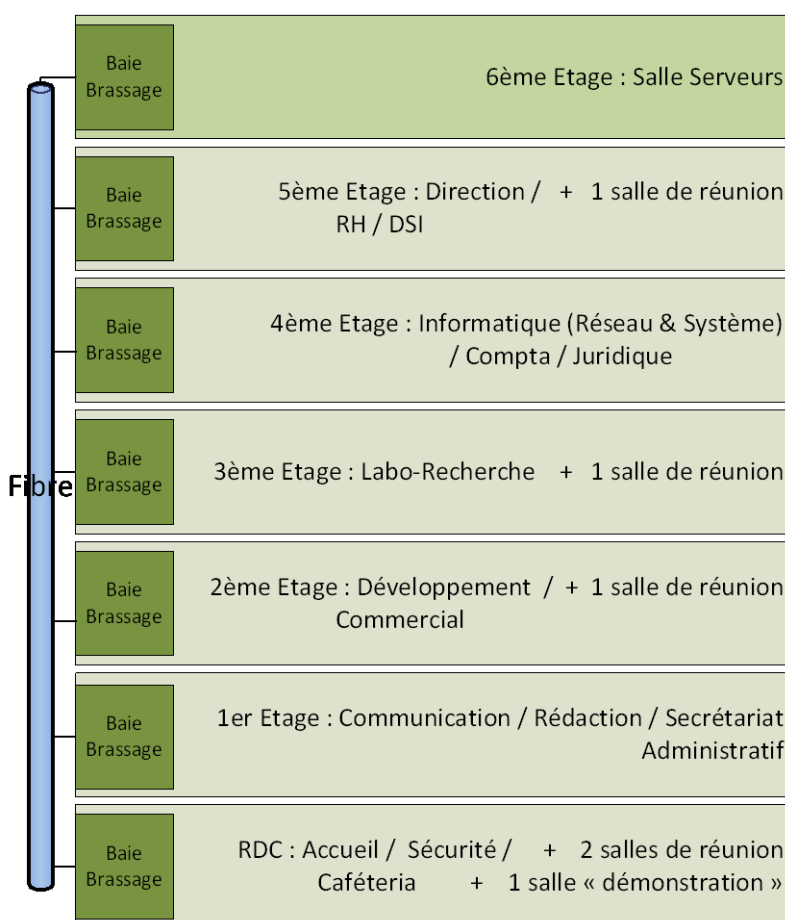 Baie
Brassage
6ème Etage : Salle Serveurs
Baie
Brassage
5ème Etage : Direction / + 1 salle de réunion
RH / DSI
Baie
Brassage
4ème Etage : Informatique (Réseau & Système)
/ Compta / Juridique
Fibre
Baie
Brassage
3ème Etage : Labo-Recherche + 1 salle de réunion
Baie
Brassage
2ème Etage : Développement / + 1 salle de réunion
Commercial
Baie
Brassage
1er Etage : Communication / Rédaction / Secrétariat
Administratif
Baie
Brassage
RDC : Accueil / Sécurité / + 2 salles de réunion
Caféteria + 1 salle « démonstration »